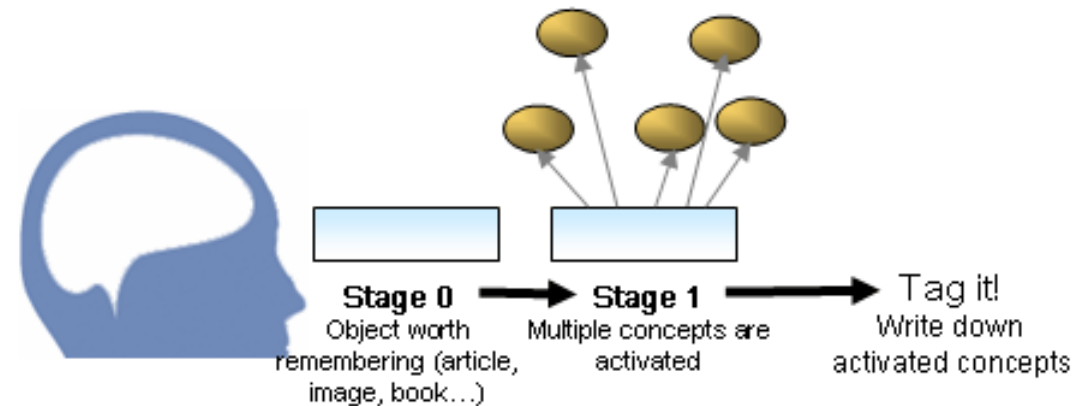 Stage 0
Object worth
remembering (article,
image, book...)
Stage 1
Multiple concepts are
activated
Tag it!
Write down
activated concepts